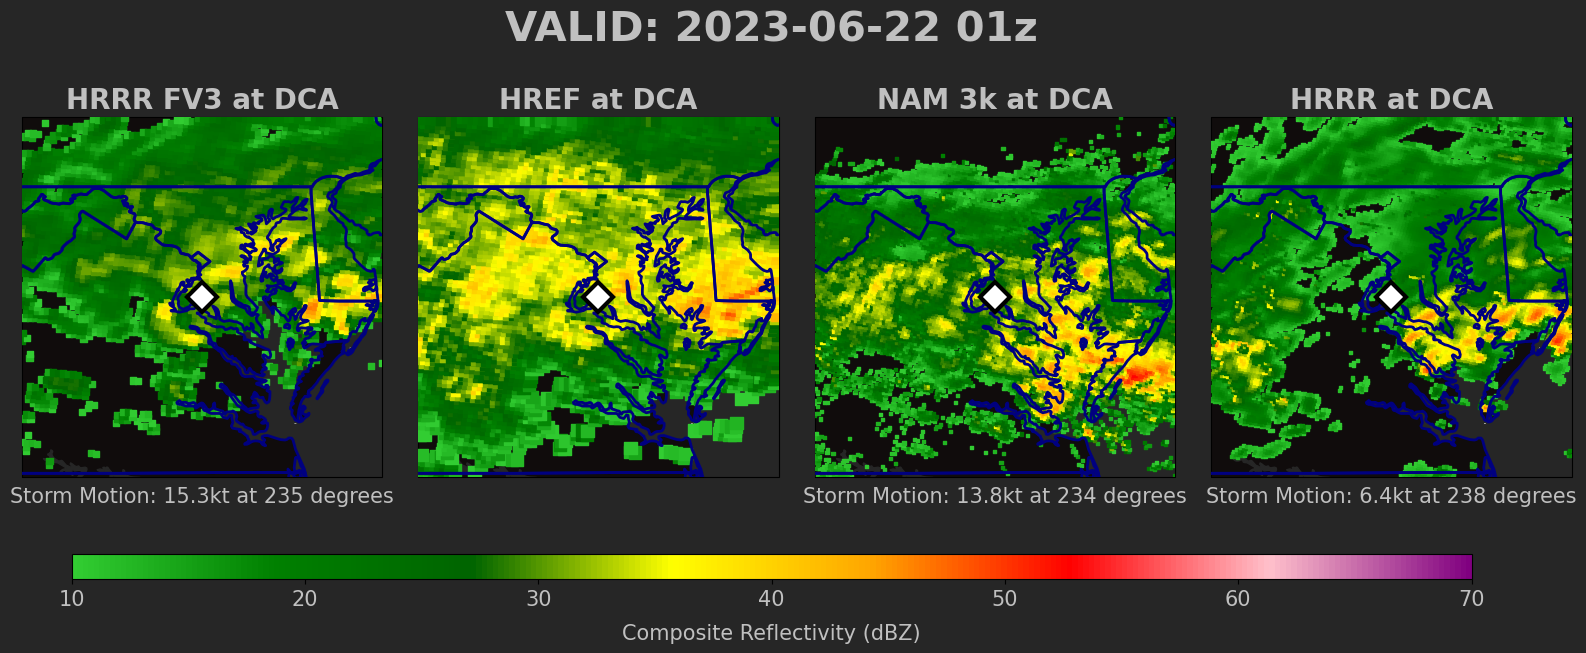 VALID: 2023-06-22 01z
HRRR FV3 at DCA
HREF at DCA
NAM 3k at DCA
HRRR at DCA
Storm Motion: 15.3kt at 235 degrees
Storm Motion: 13.8kt at 234 degrees
Storm Motion: 6.4kt at 238 degrees
10 20 30 40 50 60 70
Composite Reflectivity (dBZ)